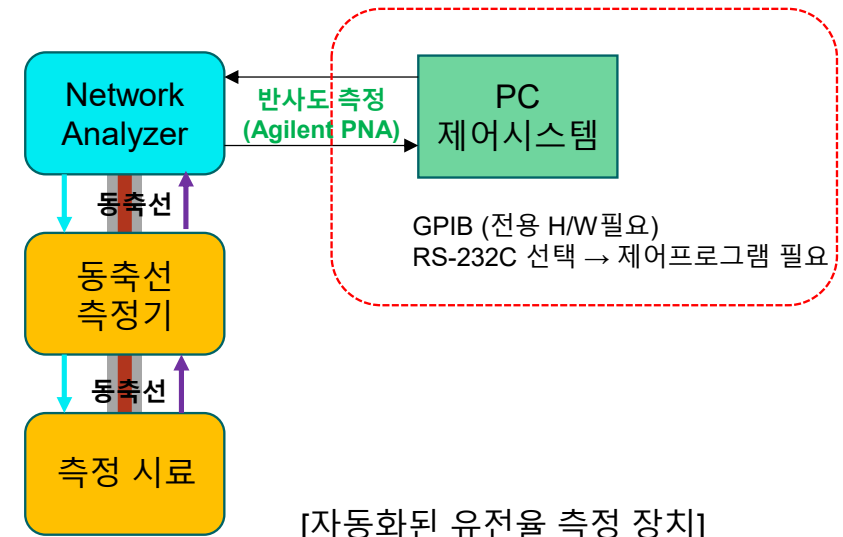 Network
Analyzer
반사도 측정
(Agilent PNA)
PC
제어시스템
동축선
GPIB (전용 H/W필요)
RS-232C 선택 → 제어프로그램 필요
동축선
측정기
동축선
측정 시료
[자동화된 유전율 측정 장치]